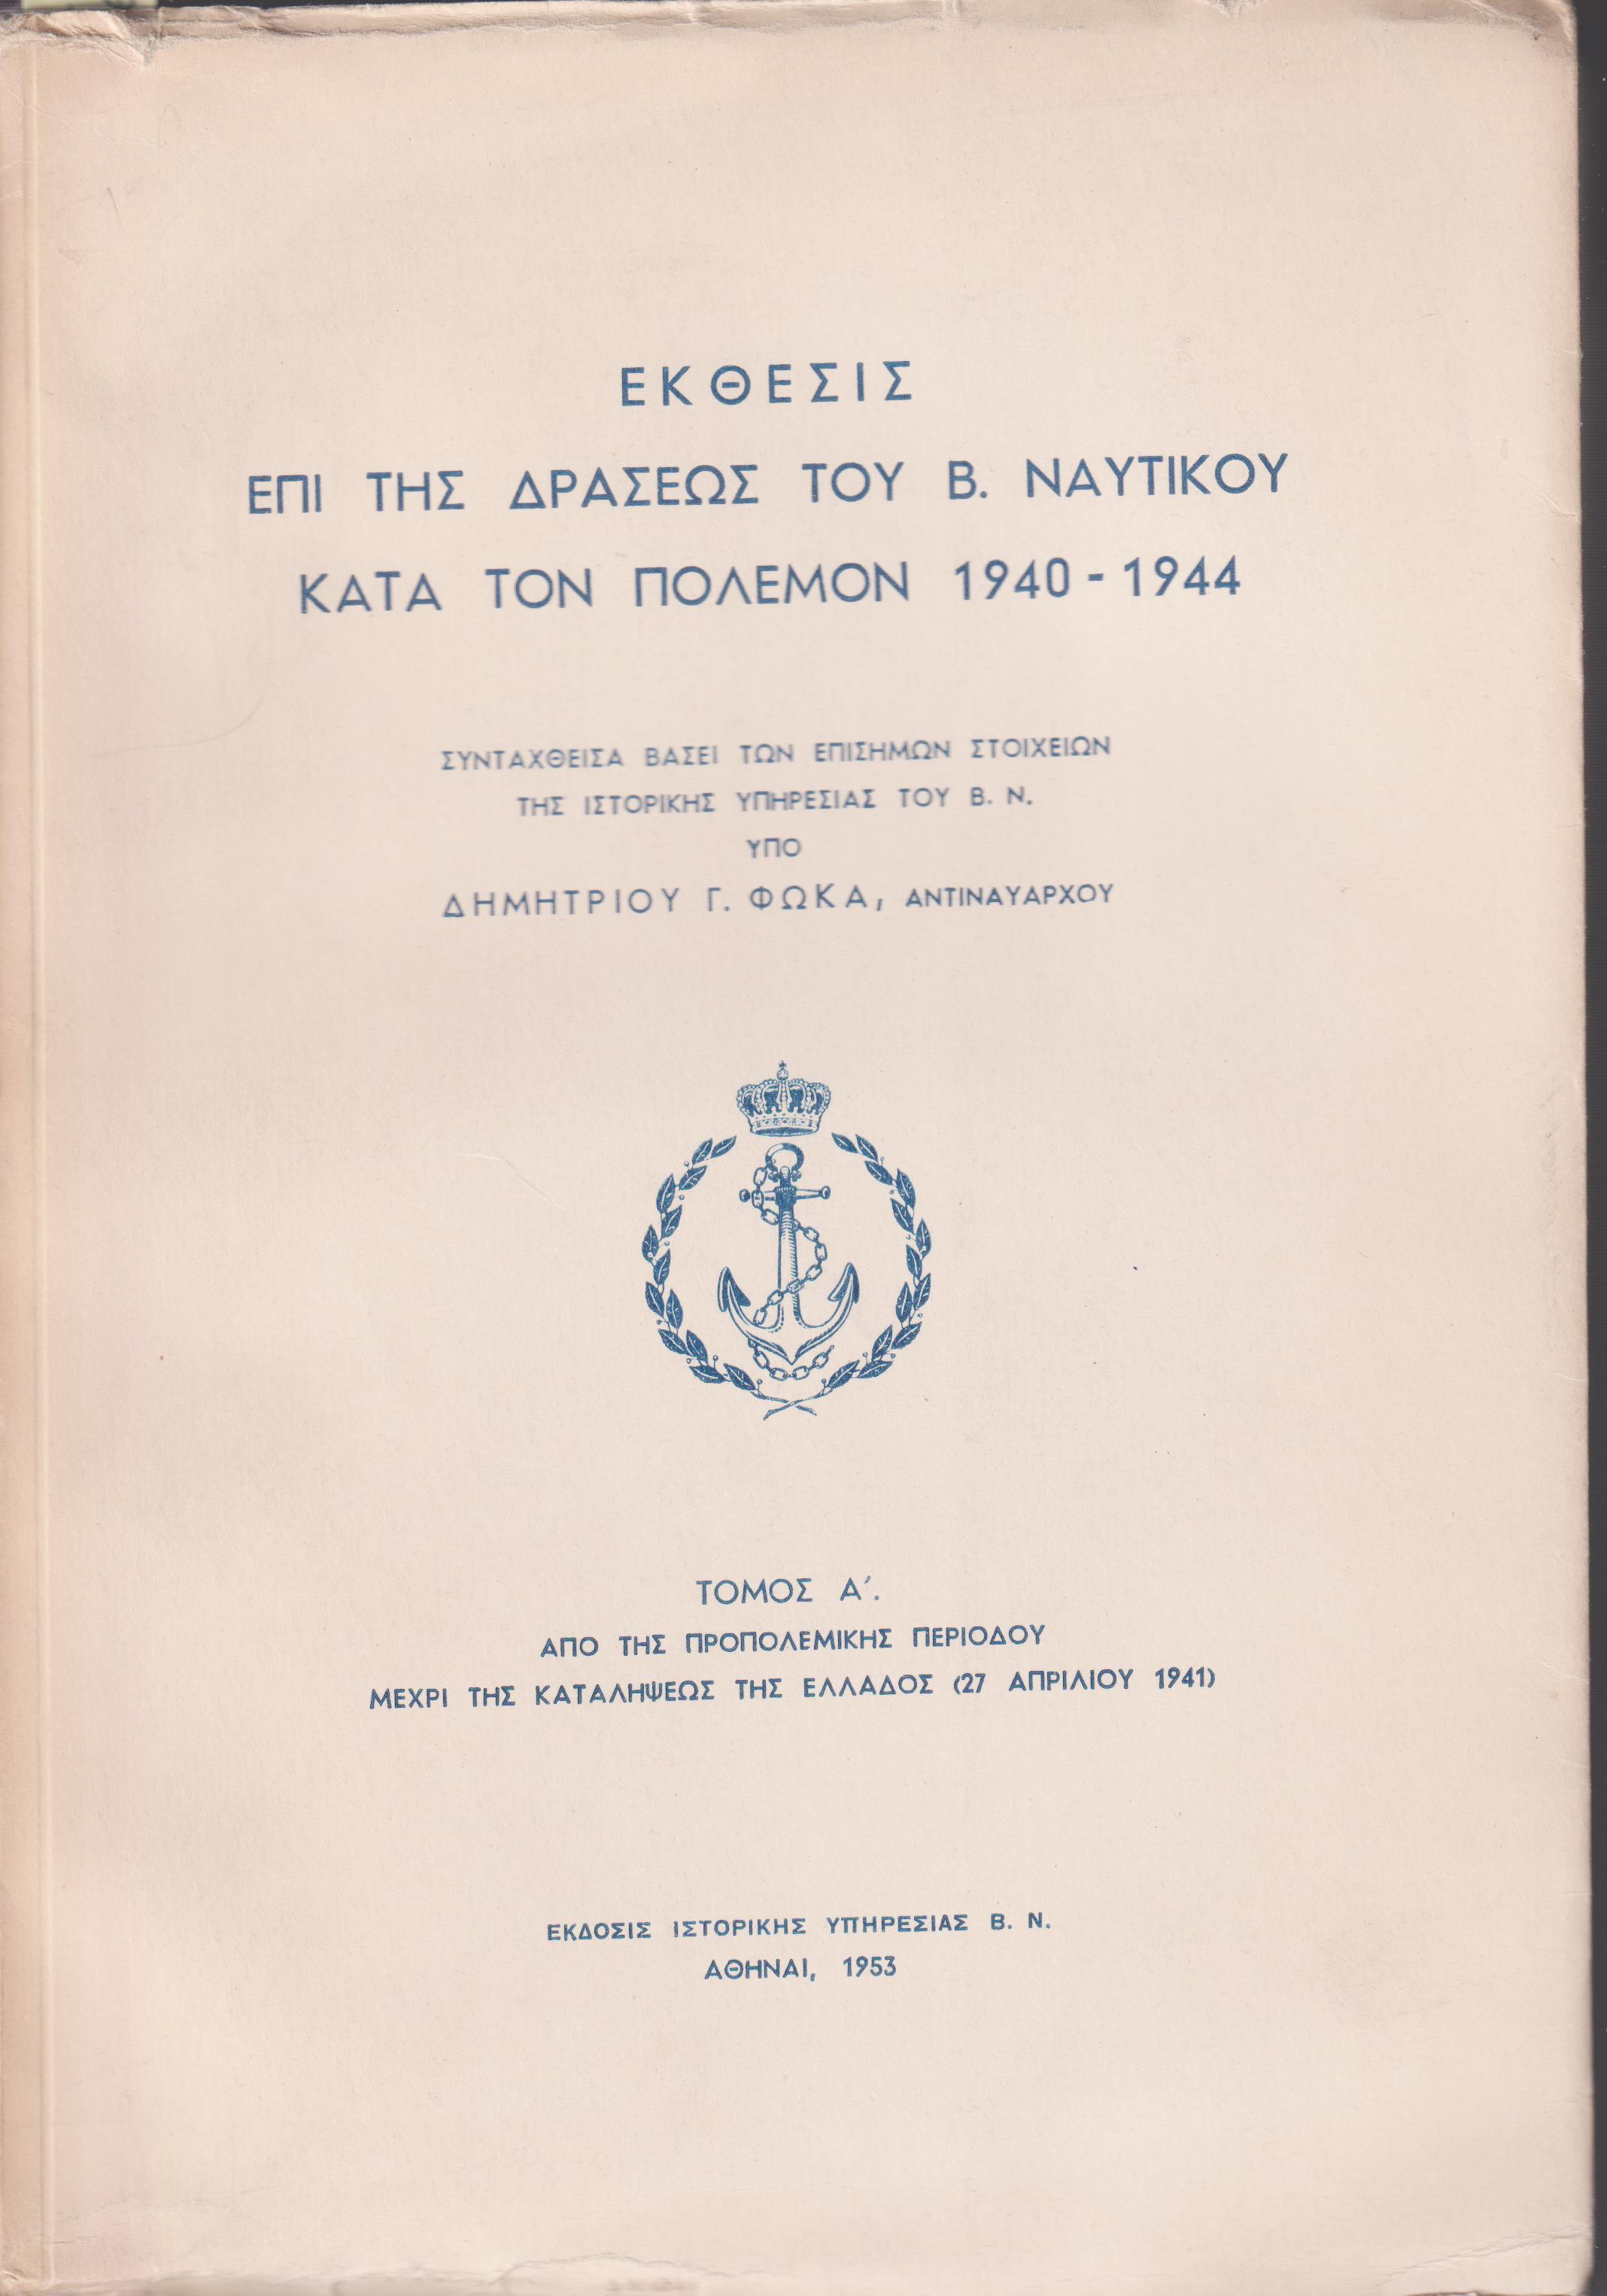 ΕΚΘΕΣΙΣ
ΕΠΙ ΤΗΣ ΔΡΑΣΕΩΣ ΤΟΥ Β. ΝΑΥΤΙΚΟΥ
ΚΑΤΑ ΤΟΝ ΠΟΛΕΜΟΝ 1940 - 1944
ΣΥΝΤΑΧΘΕΙΣΑ ΒΑΣΕΙ ΤΩΝ ΕΠΙΣΗΜΩΝ ΣΤΟΙΧΕΙΩΝ
ΤΗΣ ΙΣΤΟΡΙΚΗΣ ΥΠΗΡΕΣΙΑΣ ΤΟΥ Β. Ν.
ΥΠΟ
ΔΗΜΗΤΡΙΟΥ Γ. ΦΩΚΑ, ΑΝΤΙΝΑΥΑΡΧΟΥ
ΤΟΜΟΣ Α´.
ΑΠΟ ΤΗΣ ΠΡΟΠΟΛΕΜΙΚΗΣ ΠΕΡΙΟΔΟΥ
ΜΕΧΡΙ ΤΗΣ ΚΑΤΑΛΗΨΕΩΣ ΤΗΣ ΕΛΛΑΔΟΣ (27 ΑΠΡΙΛΙΟΥ 1941)
ΕΚΔΟΣΙΣ ΙΣΤΟΡΙΚΗΣ ΥΠΗΡΕΣΙΑΣ Β. Ν.
ΑΘΗΝΑΙ, 1953